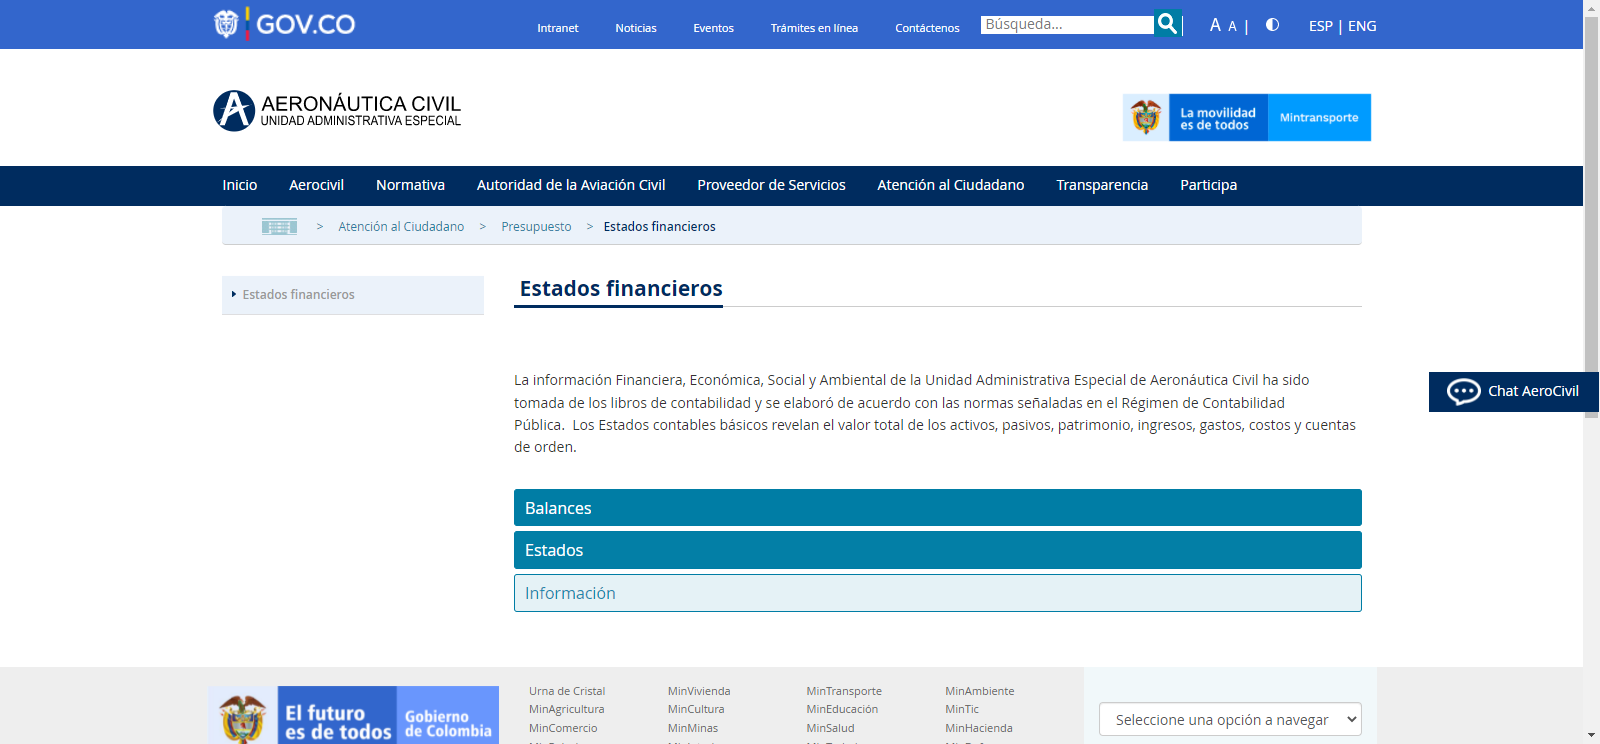 GOV.CO
Intranet
Noticias
Eventos
Trámites en línea
Contáctenos
Búsqueda...
A A |
ESP | ENG
AERONÁUTICA CIVIL
UNIDAD ADMINISTRATIVA ESPECIAL
La movilidad
es de todos
Mintransporte
Inicio
Aerocivil
Normativa
Autoridad de la Aviación Civil
Proveedor de Servicios
Atención al Ciudadano
Transparencia
Participa
> Atención al Ciudadano > Presupuesto > Estados financieros
Estados financieros
Estados financieros
La información Financiera, Económica, Social y Ambiental de la Unidad Administrativa Especial de Aeronáutica Civil ha sido
tomada de los libros de contabilidad y se elaboró de acuerdo con las normas señaladas en el Régimen de Contabilidad
Pública.  Los Estados contables básicos revelan el valor total de los activos, pasivos, patrimonio, ingresos, gastos, costos y cuentas
de orden.
Chat AeroCivil
Balances
Estados
Información
El futuro
es de todos
Gobierno
de Colombia
Urna de Cristal
MinAgricultura
MinComercio
MinVivienda
MinCultura
MinMinas
MinTransporte
MinEducación
MinSalud
MinAmbiente
MinTic
MinHacienda
Seleccione una opción a navegar